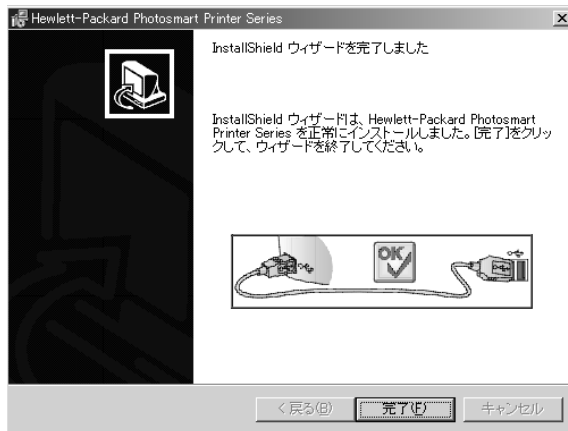 Hewlett-Packard Photosmart Printer Series
InstallShield ウィザードを完了しました
InstallShield ウィザードは、Hewlett-Packard Photosmart
Printer Series を正常にインストールしました。[完了]をクリッ
クして、ウィザードを終了してください。
OK
< 戻る(B)
完了(F)
キャンセル